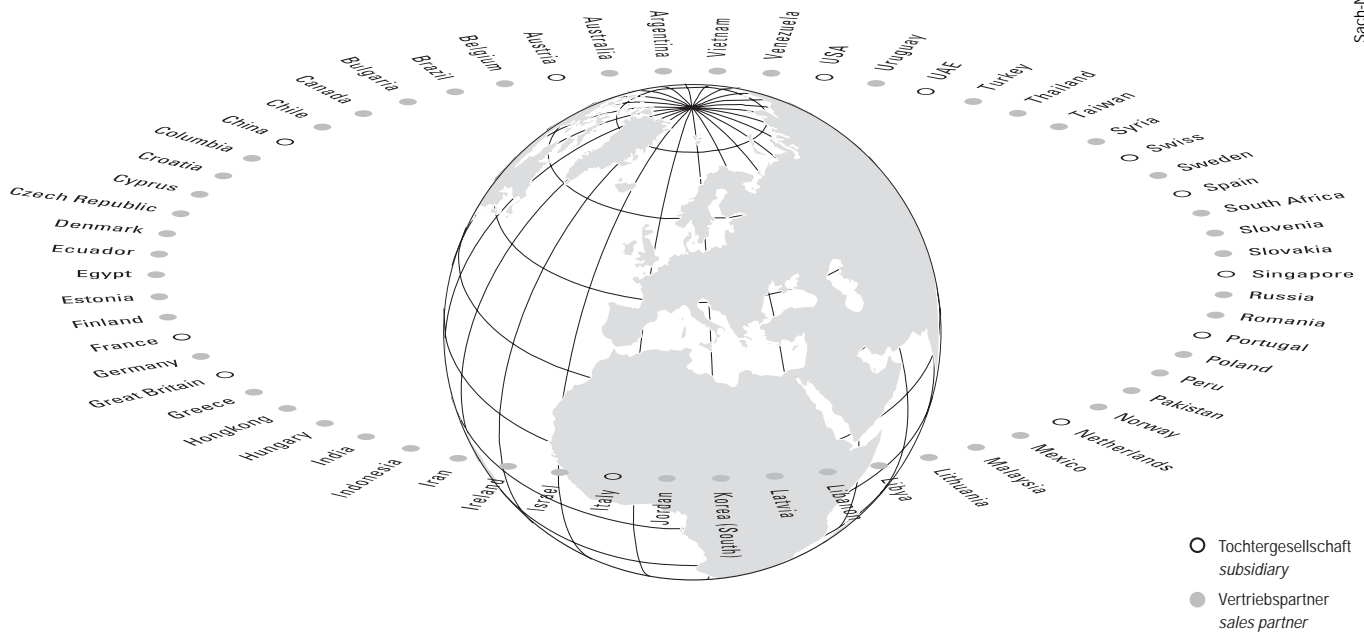 Sach-N
Argentina
Australia
Austria
Belgium
Brazil
Bulgaria
Canada
Chile
China
Columbia
Croatia
Cyprus
Czech Republic
Denmark
Ecuador
Egypt
Estonia
Finland
France
Germany
Great Britain
Greece
Hongkong
Hungary
India
Indonesia
Iran
Ireland
Israel
Italy
Jordan
Korea (South)
Latvia
Libanon
Libya
Lithuania
Malaysia
Mexico
Netherlands
Norway
Pakistan
Peru
Poland
Portugal
Romania
Russia
Singapore
Slovakia
Slovenia
South Africa
Spain
Sweden
Swiss
Syria
Taiwan
Thailand
Turkey
UAE
Uruguay
USA
Venezuela
Vietnam
Tochtergesellschaft
subsidiary
Vertriebspartner
sales partner